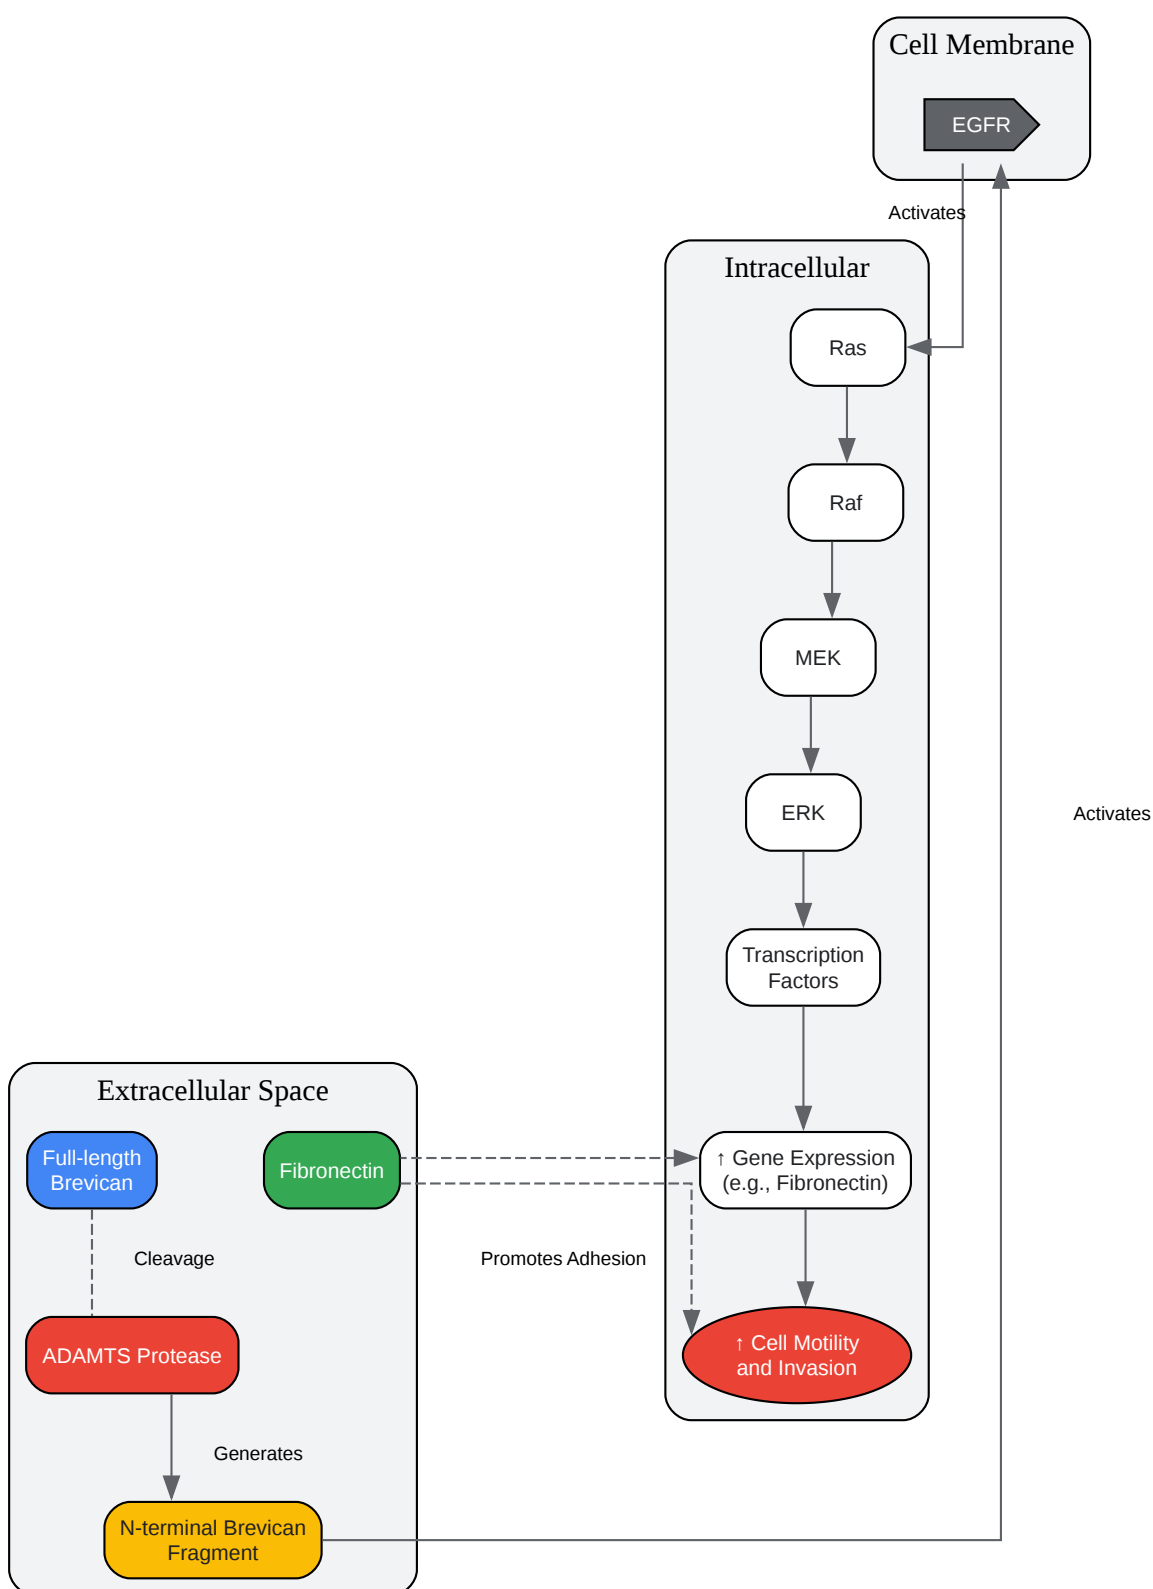 Cell Membrane
EGFR
Activates
Intracellular
Ras
Raf
MEK
ERK
Activates
Transcription
Factors
Extracellular Space
Full-length
Brevican
Fibronectin
↑ Gene Expression
(e.g., Fibronectin)
Cleavage
Promotes Adhesion
ADAMTS Protease
↑ Cell Motility
and Invasion
Generates
N-terminal Brevican
Fragment